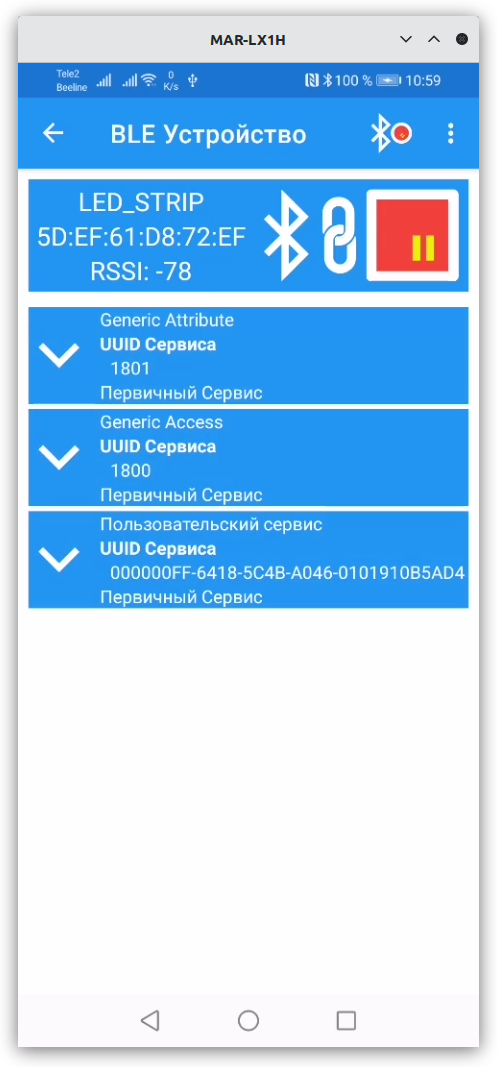 MAR-LX1H
Tele2
Beeline
0
K/s
100 %
10:59
BLE Устройство
LED_STRIP
5D:EF:61:D8:72:EF
RSSI: -78
Generic Attribute
UUID Сервиса
1801
Первичный Сервис
Generic Access
UUID Сервиса
1800
Первичный Сервис
Пользовательский сервис
UUID Сервиса
000000FF-6418-5C4B-A046-0101910B5AD4
Первичный Сервис